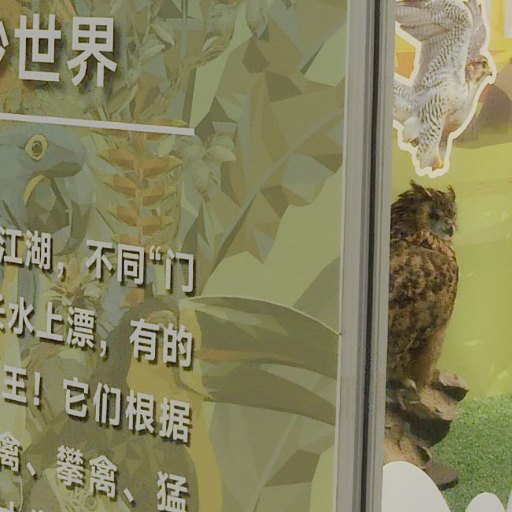 世界
江湖，不同“门
水上漂，有的
王！它们根据
禽、攀禽、猛